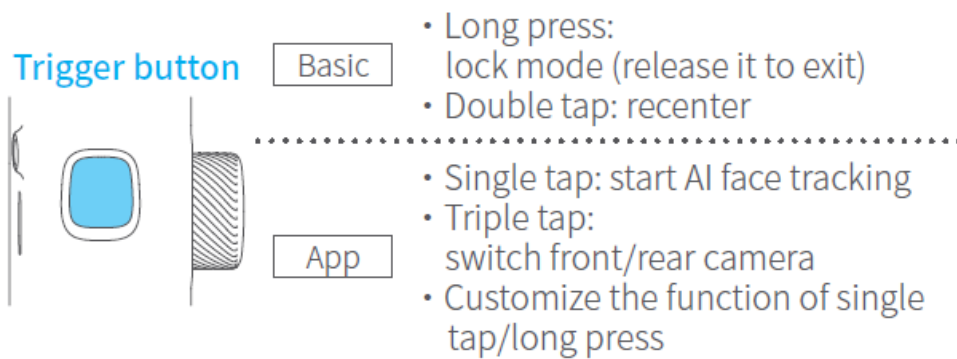 Trigger button
Basic
・Long press:
lock mode (release it to exit)
・Double tap: recenter
App
・Single tap: start AI face tracking
・Triple tap:
switch front/rear camera
・Customize the function of single
tap/long press